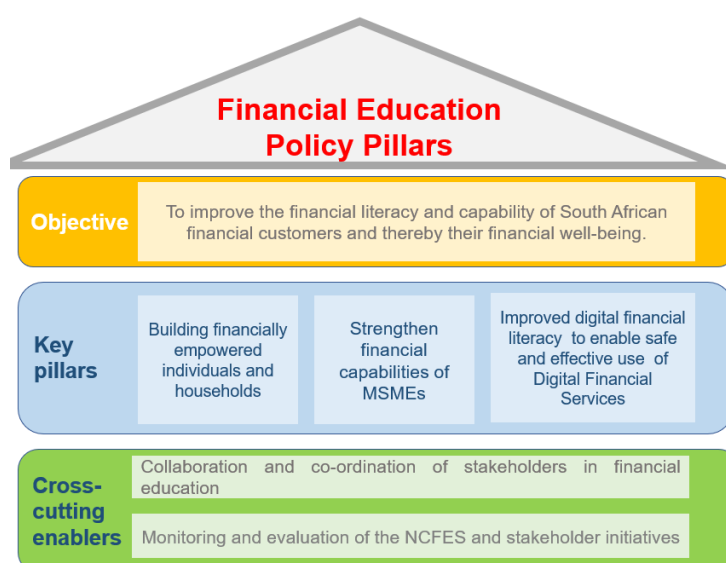 Financial Education
Policy Pillars
Objective
To improve the financial literacy and capability of South African
financial customers and thereby their financial well-being.
Key
pillars
Building financially
empowered
individuals and
households
Strengthen
financial
capabilities of
MSMEs
Improved digital financial
literacy to enable safe
and effective use of
Digital Financial
Services
Cross-
cutting
enablers
Collaboration and co-ordination of stakeholders in financial
education
Monitoring and evaluation of the NCFES and stakeholder initiatives